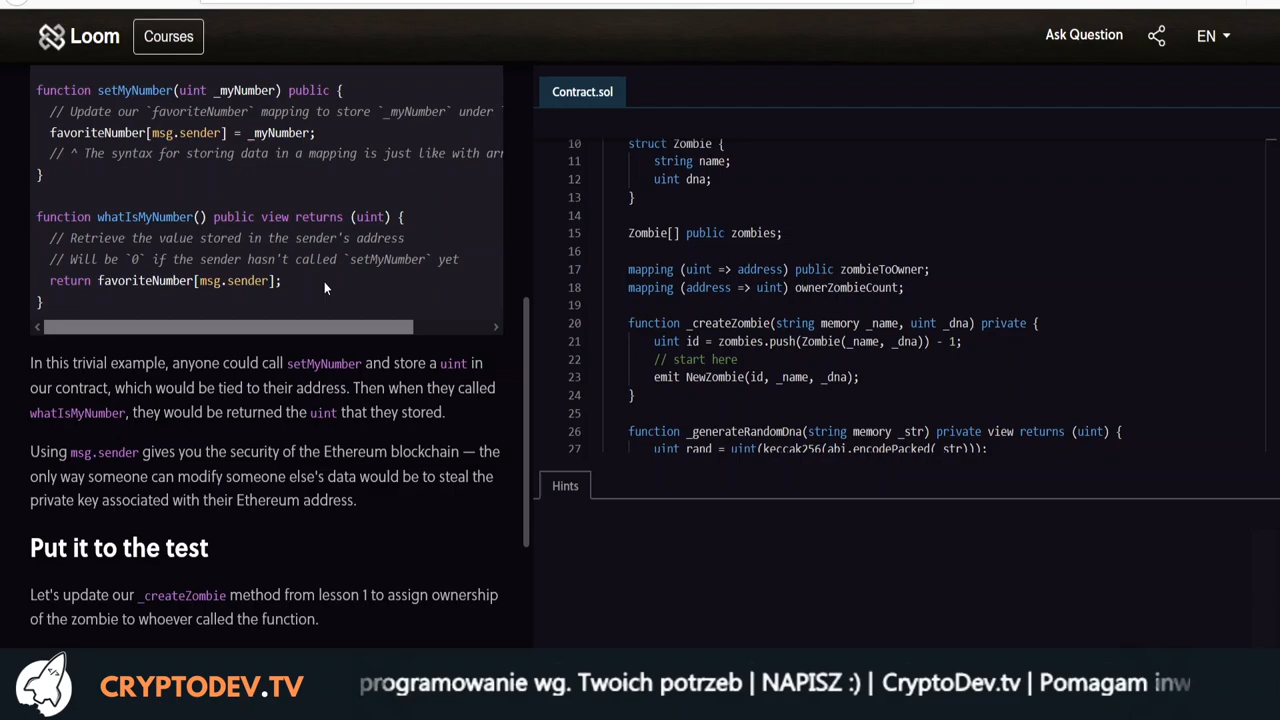 Loom
Courses
Ask Question
EN
function setMyNumber(uint _myNumber) public {
// Update our `favoriteNumber` mapping to store `_myNumber` under `
favoriteNumber[msg.sender] = _myNumber;
// ^ The syntax for storing data in a mapping is just like with arr
}
function whatIsMyNumber() public view returns (uint) {
// Retrieve the value stored in the sender's address
// Will be `0` if the sender hasn't called `setMyNumber` yet
return favoriteNumber[msg.sender];
}
In this trivial example, anyone could call setMyNumber and store a uint in
our contract, which would be tied to their address. Then when they called
whatIsMyNumber, they would be returned the uint that they stored.
Using msg.sender gives you the security of the Ethereum blockchain — the
only way someone can modify someone else's data would be to steal the
private key associated with their Ethereum address.
Put it to the test
Let's update our _createZombie method from lesson 1 to assign ownership
of the zombie to whoever called the function.
Contract.sol
10 struct Zombie {
11 string name;
12 uint dna;
13 }
14
15 Zombie[] public zombies;
16
17 mapping (uint => address) public zombieToOwner;
18 mapping (address => uint) ownerZombieCount;
19
20 function _createZombie(string memory _name, uint _dna) private {
21 uint id = zombies.push(Zombie(_name, _dna)) - 1;
22 // start here
23 emit NewZombie(id, _name, _dna);
24 }
25
26 function _generateRandomDna(string memory _str) private view returns (uint) {
27 uint rand = uint(keccak256(abi.encodePacked(_str)));
Hints
CRYPTODEV.TV
programowanie wg. Twoich potrzeb | NAPISZ :) | CryptoDev.tv | Pomagam inw